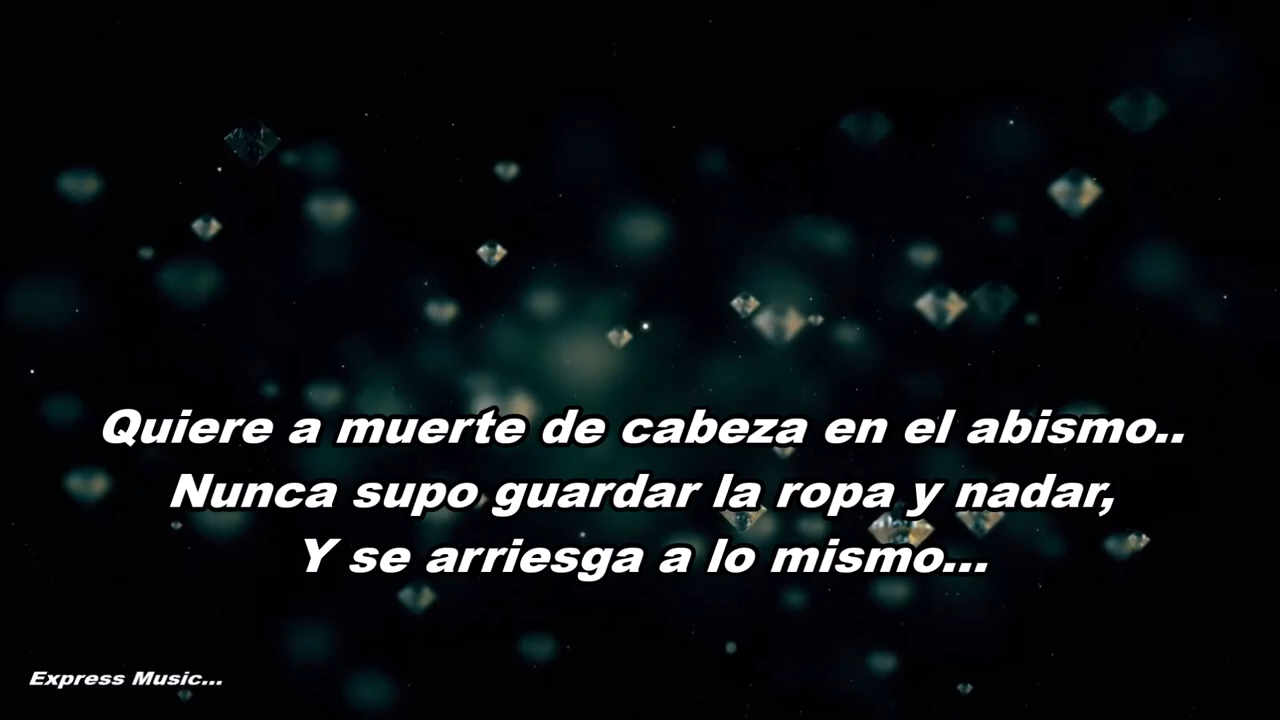 Quiere a muerte de cabeza en el abismo..
Nunca supo guardar la ropa y nadar,
Y se arriesga a lo mismo...
Express Music...